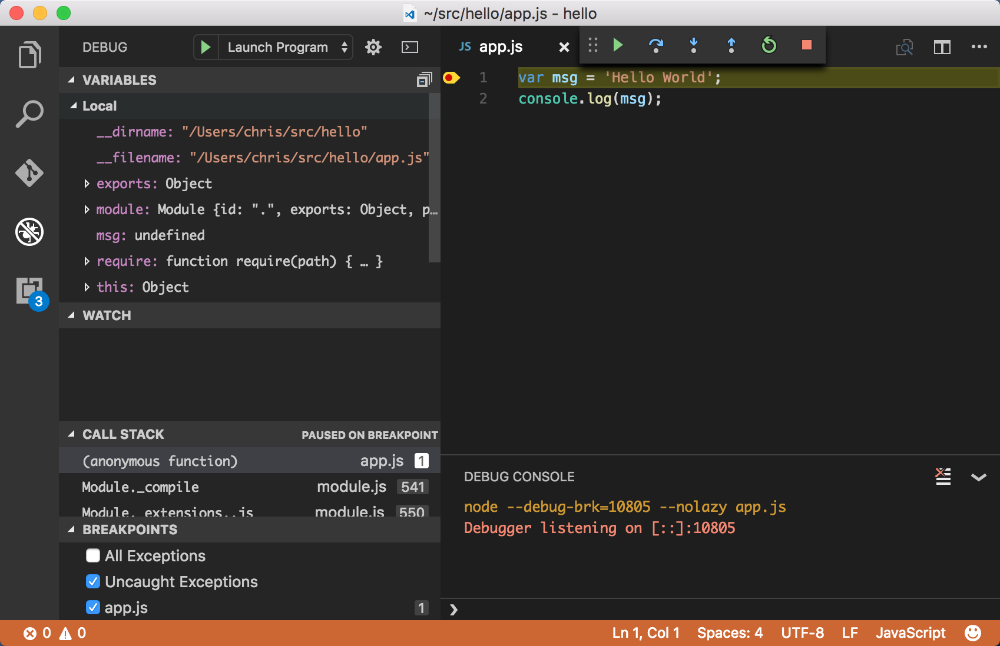 ~/src/hello/app.js - hello
DEBUG
Launch Program
VARIABLES
Local
__dirname: "/Users/chris/src/hello"
__filename: "/Users/chris/src/hello/app.js"
exports: Object
module: Module {id: ".", exports: Object, p…
msg: undefined
require: function require(path) { … }
this: Object
WATCH
CALL STACK PAUSED ON BREAKPOINT
(anonymous function) app.js 1
Module._compile module.js 541
Module._extensions..js module.js 550
BREAKPOINTS
All Exceptions
Uncaught Exceptions
app.js 1
3
JS app.js
1 var msg = 'Hello World';
2 console.log(msg);
DEBUG CONSOLE
node --debug-brk=10805 --nolazy app.js
Debugger listening on [::]:10805
0 0 Ln 1, Col 1 Spaces: 4 UTF-8 LF JavaScript